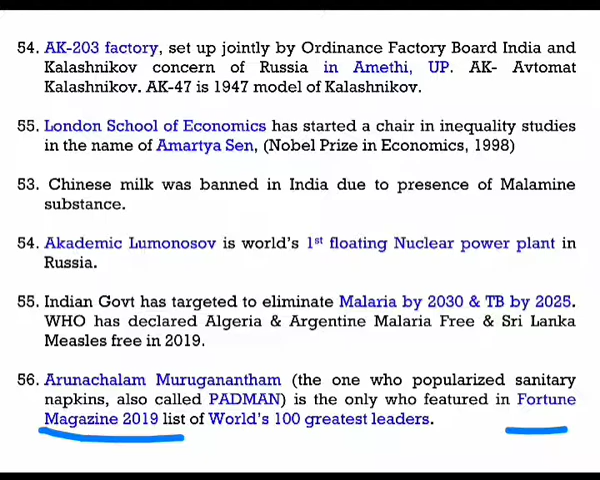 54. AK-203 factory, set up jointly by Ordinance Factory Board India and
Kalashnikov concern of Russia in Amethi, UP. AK- Avtomat
Kalashnikov. AK-47 is 1947 model of Kalashnikov.
55. London School of Economics has started a chair in inequality studies
in the name of Amartya Sen, (Nobel Prize in Economics, 1998)
53. Chinese milk was banned in India due to presence of Malamine
substance.
54. Akademic Lumonosov is world's 1st floating Nuclear power plant in
Russia.
55. Indian Govt has targeted to eliminate Malaria by 2030 & TB by 2025.
WHO has declared Algeria & Argentine Malaria Free & Sri Lanka
Measles free in 2019.
56. Arunachalam Muruganantham (the one who popularized sanitary
napkins, also called PADMAN) is the only who featured in Fortune
Magazine 2019 list of World's 100 greatest leaders.